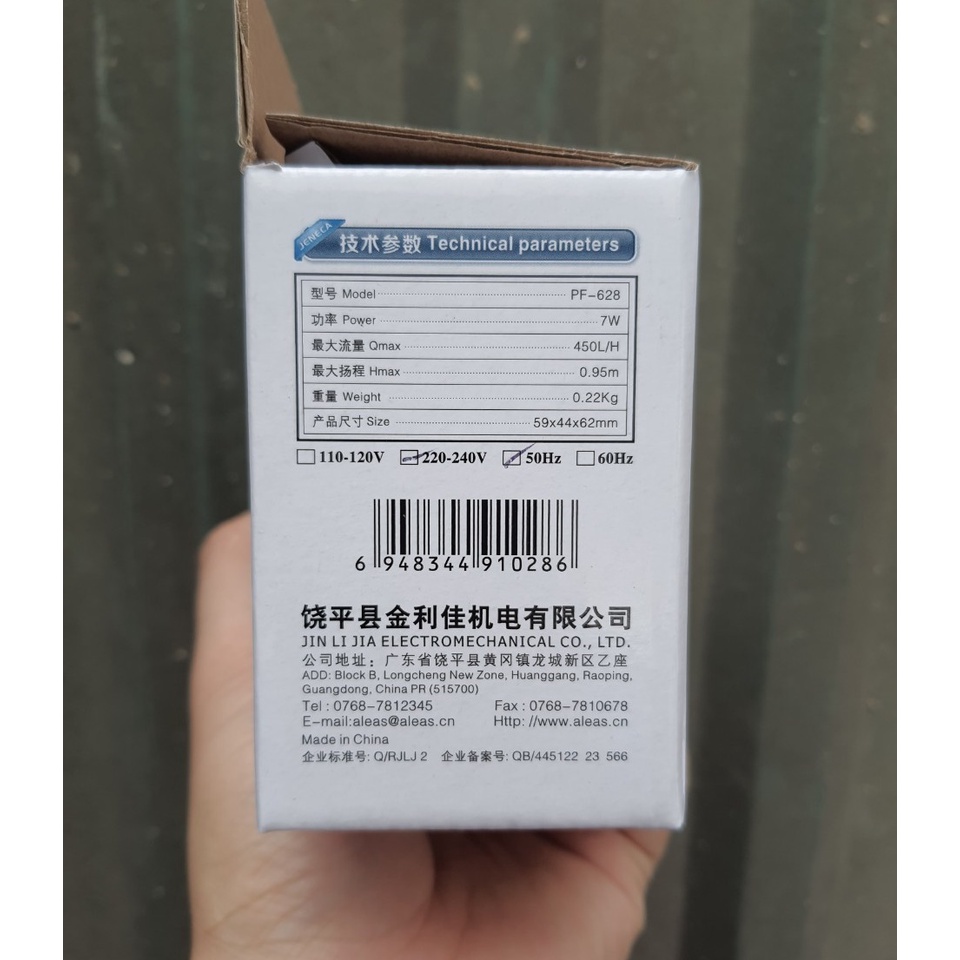 JENECA
技术参数 Technical parameters
型号 Model PF-628
功率 Power 7W
最大流量 Qmax 450L/H
最大扬程 Hmax 0.95m
重量 Weight 0.22Kg
产品尺寸 Size 59x44x62mm
110-120V 220-240V 50Hz 60Hz
6 948344 910286
饶平县金利佳机电有限公司
JIN LI JIA ELECTROMECHANICAL CO., LTD.
公司地址：广东省饶平县黄冈镇龙城新区乙座
ADD: Block B, Longcheng New Zone, Huanggang, Raoping,
Guangdong, China PR (515700)
Tel : 0768-7812345 Fax : 0768-7810678
E-mail:aleas@aleas.cn Http: //www.aleas.cn
Made in China
企业标准号: Q/RJLJ 2 企业备案号: QB/445122 23 566